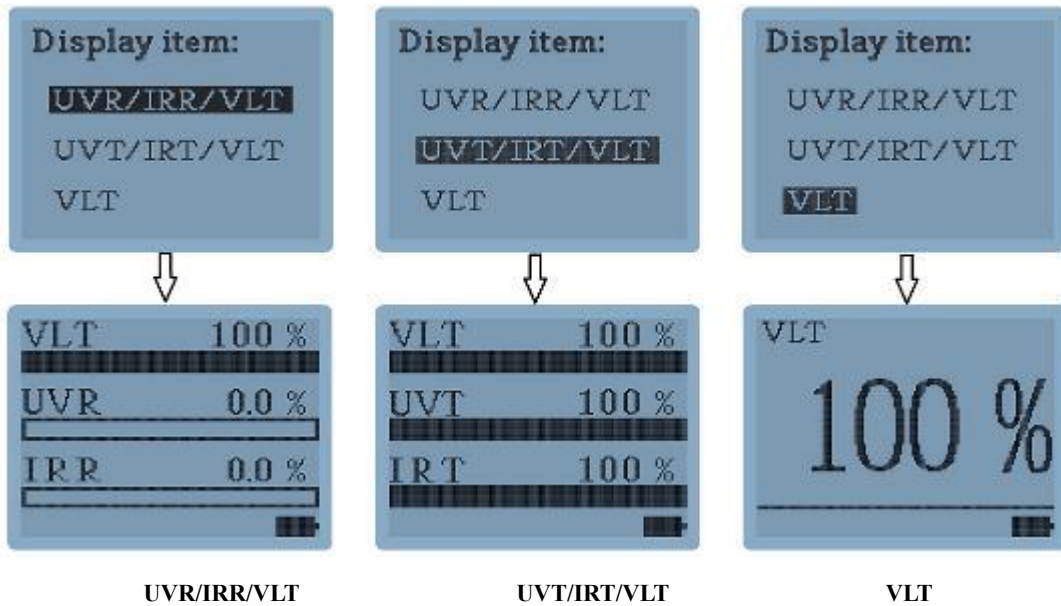 Display item:
UVR/IRR/VLT
UVT/IRT/VLT
VLT
Display item:
UVR/IRR/VLT
UVT/IRT/VLT
VLT
Display item:
UVR/IRR/VLT
UVT/IRT/VLT
VLT
VLT 100 %
UVR 0.0 %
IRR 0.0 %
VLT 100 %
UVT 100 %
IRT 100 %
VLT
100 %
UVR/IRR/VLT
UVT/IRT/VLT
VLT